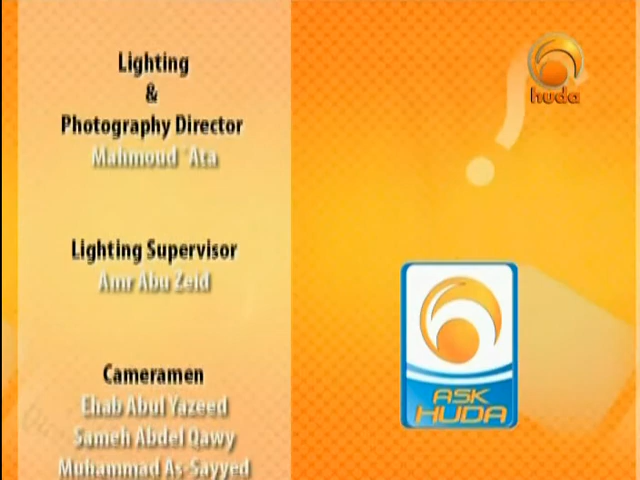 Lighting
&
Photography Director
Mahmoud `Ata
Lighting Supervisor
Amr Abu Zeid
Cameramen
Ehab Abul Yazeed
Sameh Abdel Qawy
Muhammad As-Sayyed
huda
ASK
HUDA